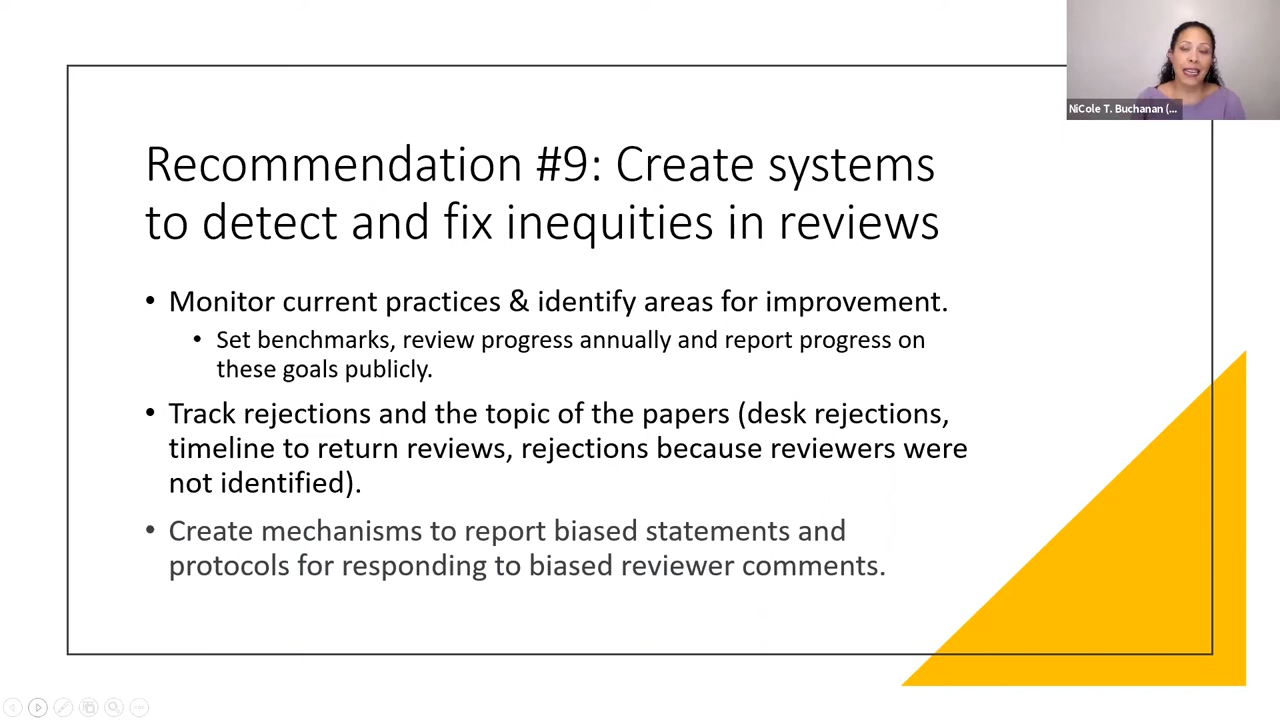 NiCole T. Buchanan (...
Recommendation #9: Create systems
to detect and fix inequities in reviews
• Monitor current practices & identify areas for improvement.
• Set benchmarks, review progress annually and report progress on
these goals publicly.
• Track rejections and the topic of the papers (desk rejections,
timeline to return reviews, rejections because reviewers were
not identified).
• Create mechanisms to report biased statements and
protocols for responding to biased reviewer comments.